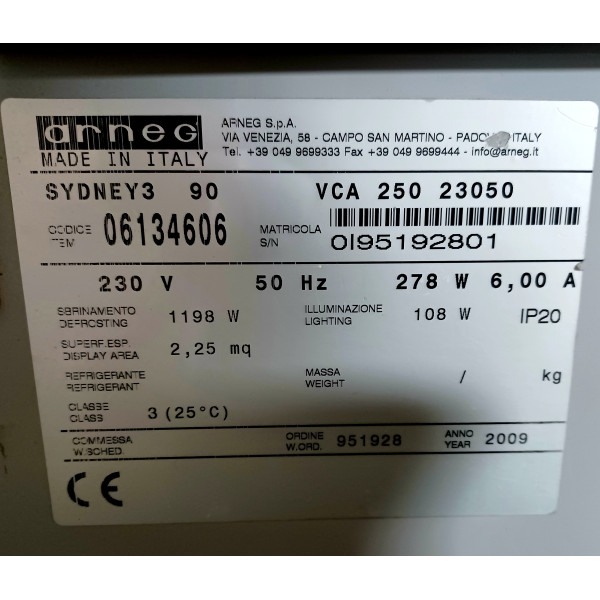 arneg
MADE IN ITALY
ARNEG S.p.A.
VIA VENEZIA, 58 - CAMPO SAN MARTINO - ITALY
Tel. +39 049 9699333 Fax +39 049 9699444 - info@arneg.it
SYDNEY3 90 VCA 250 23050
CODICE
ITEM
06134606
MATRICOLA
S/N
0I95192801
230 V 50 Hz 278 W 6,00 A
SBRINAMENTO
DEFROSTING
1198 W
ILLUMINAZIONE
LIGHTING
108 W IP20
SUPERF.ESP.
DISPLAY AREA
2,25 mq
REFRIGERANTE
REFRIGERANT
MASSA
WEIGHT
/ kg
CLASSE
CLASS
3 (25°C)
COMMESSA
W.SCHED.
ORDINE
W.ORD.
951928
ANNO
YEAR
2009
CE